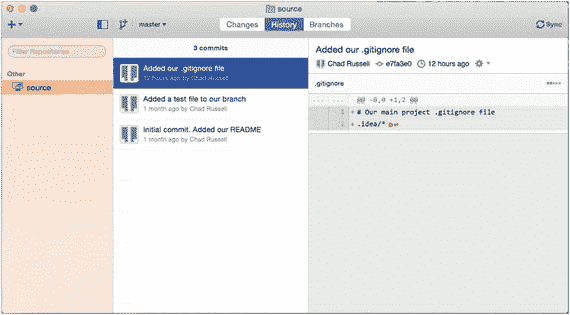 source
master
Changes
History
Branches
Sync
Filter Repositories
Other
source
3 commits
Added our .gitignore file
12 hours ago by Chad Russell
Added a test file to our branch
1 month ago by Chad Russell
Initial commit. Added our README
1 month ago by Chad Russell
Added our .gitignore file
Chad Russell e7fa3e0 12 hours ago
.gitignore
... ... @@ -0,0 +1,2 @@
1 + # Our main project .gitignore file
2 + .idea/*